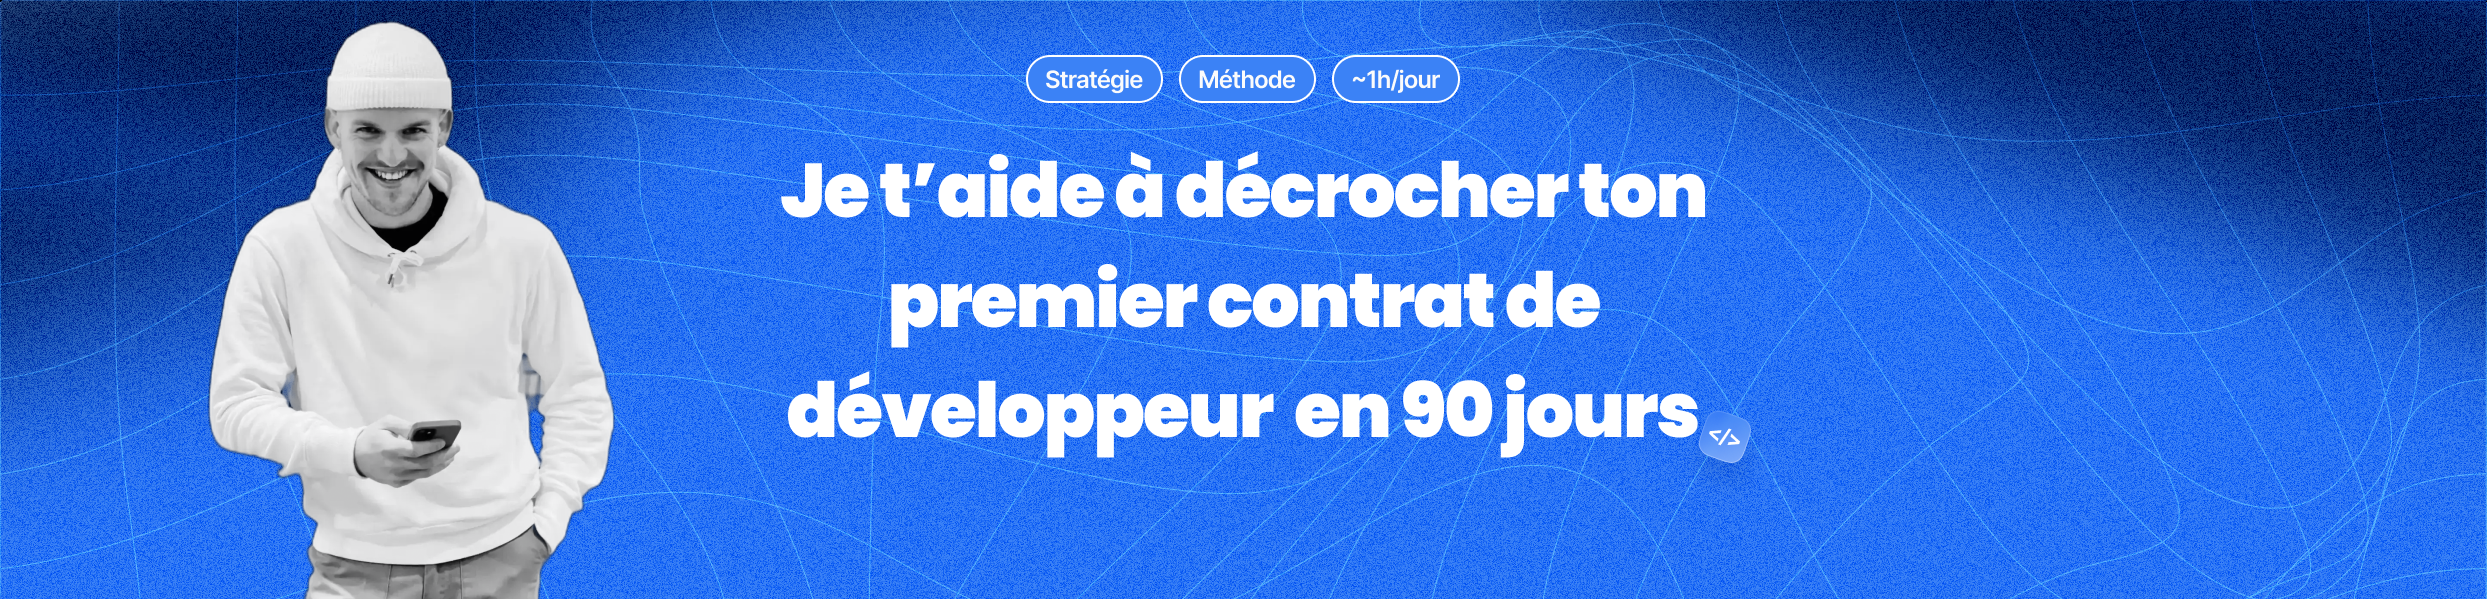 Stratégie Méthode ~1h/jour
Je t’aide à décrocher ton
premier contrat de
développeur en 90 jours
</>